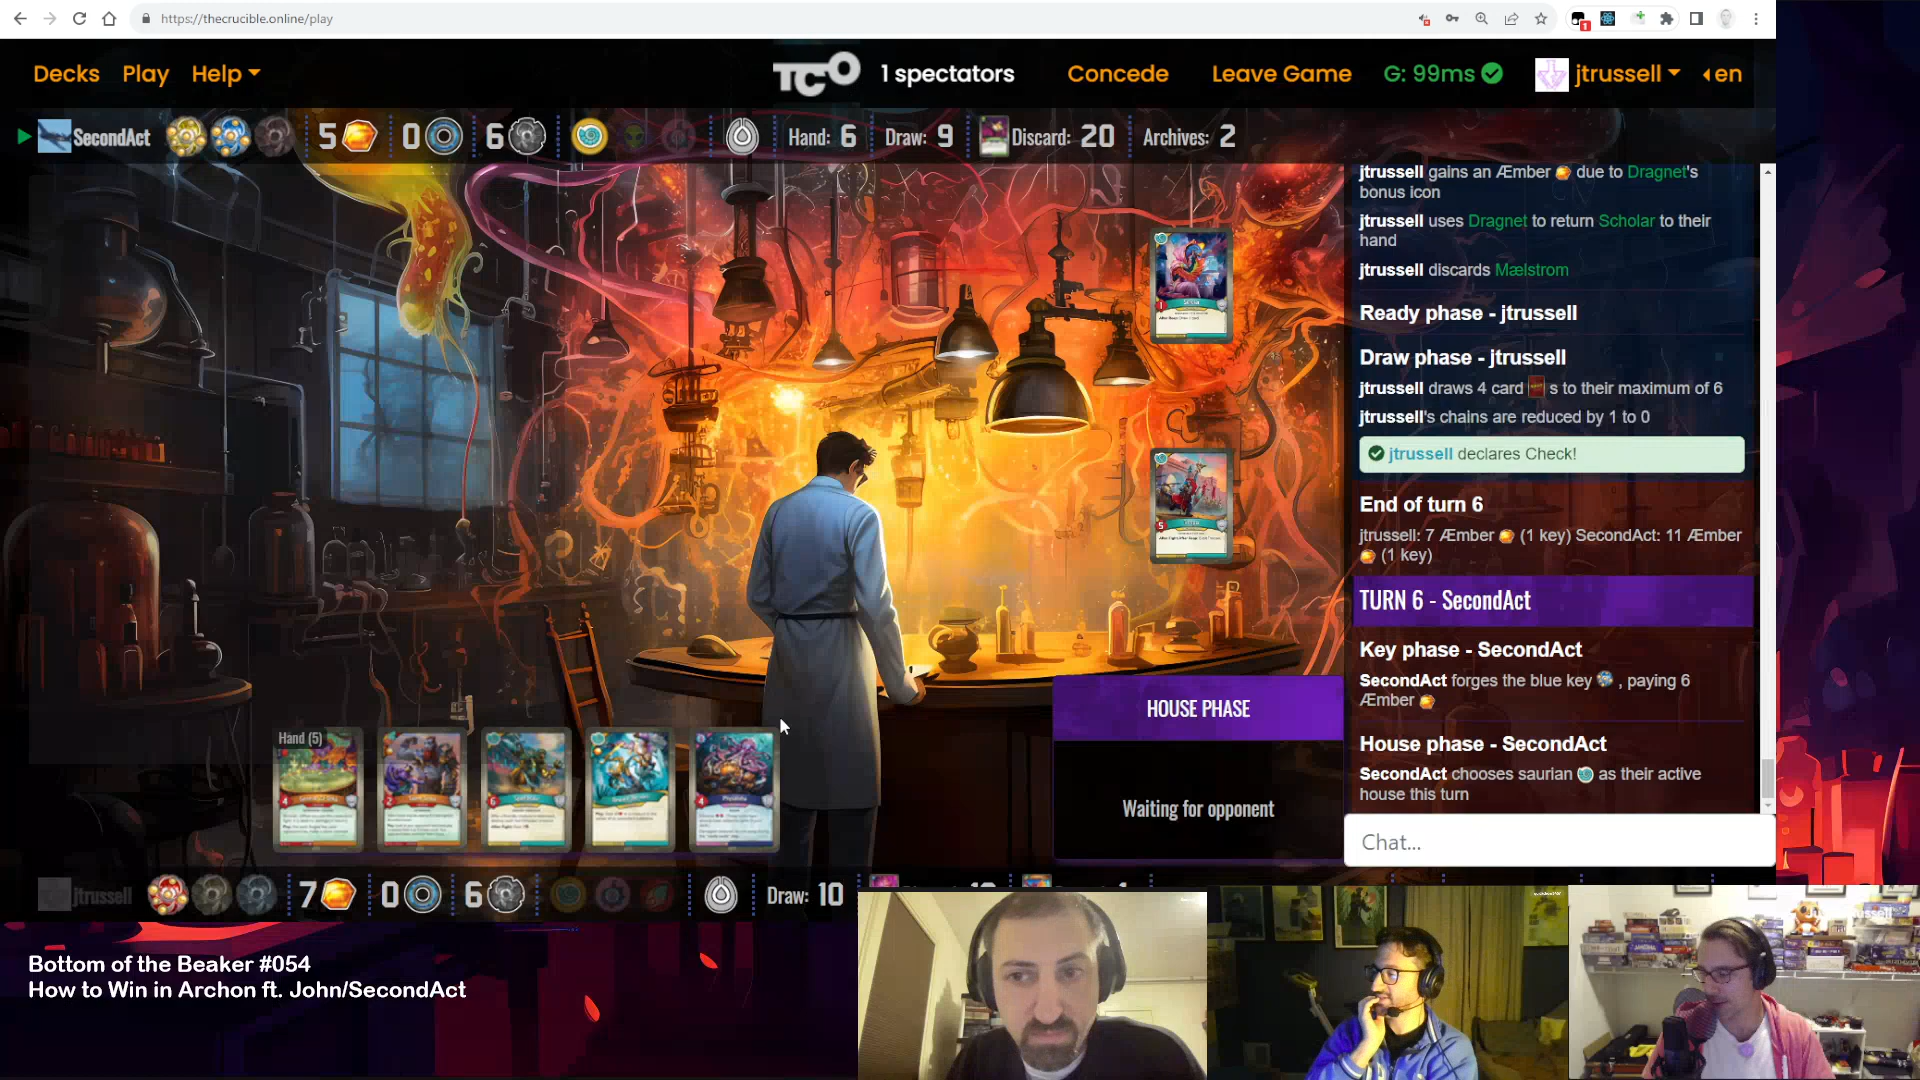 https://thecrucible.online/play
Decks Play Help
TCO
1 spectators
Concede
Leave Game
G: 99ms
jtrussell
en
SecondAct
5
0
6
Hand: 6
Draw: 9
Discard: 20
Archives: 2
jtrussell gains an Æmber due to Dragnet's
bonus icon
jtrussell uses Dragnet to return Scholar to their
hand
jtrussell discards Mælstrom
Ready phase - jtrussell
Draw phase - jtrussell
jtrussell draws 4 card s to their maximum of 6
jtrussell's chains are reduced by 1 to 0
jtrussell declares Check!
End of turn 6
jtrussell: 7 Æmber (1 key) SecondAct: 11 Æmber
(1 key)
TURN 6 - SecondAct
Key phase - SecondAct
SecondAct forges the blue key , paying 6
Æmber
House phase - SecondAct
SecondAct chooses saurian as their active
house this turn
Chat...
HOUSE PHASE
Waiting for opponent
Hand (5)
jtrussell
7
0
6
Draw: 10
Bottom of the Beaker #054
How to Win in Archon ft. John/SecondAct